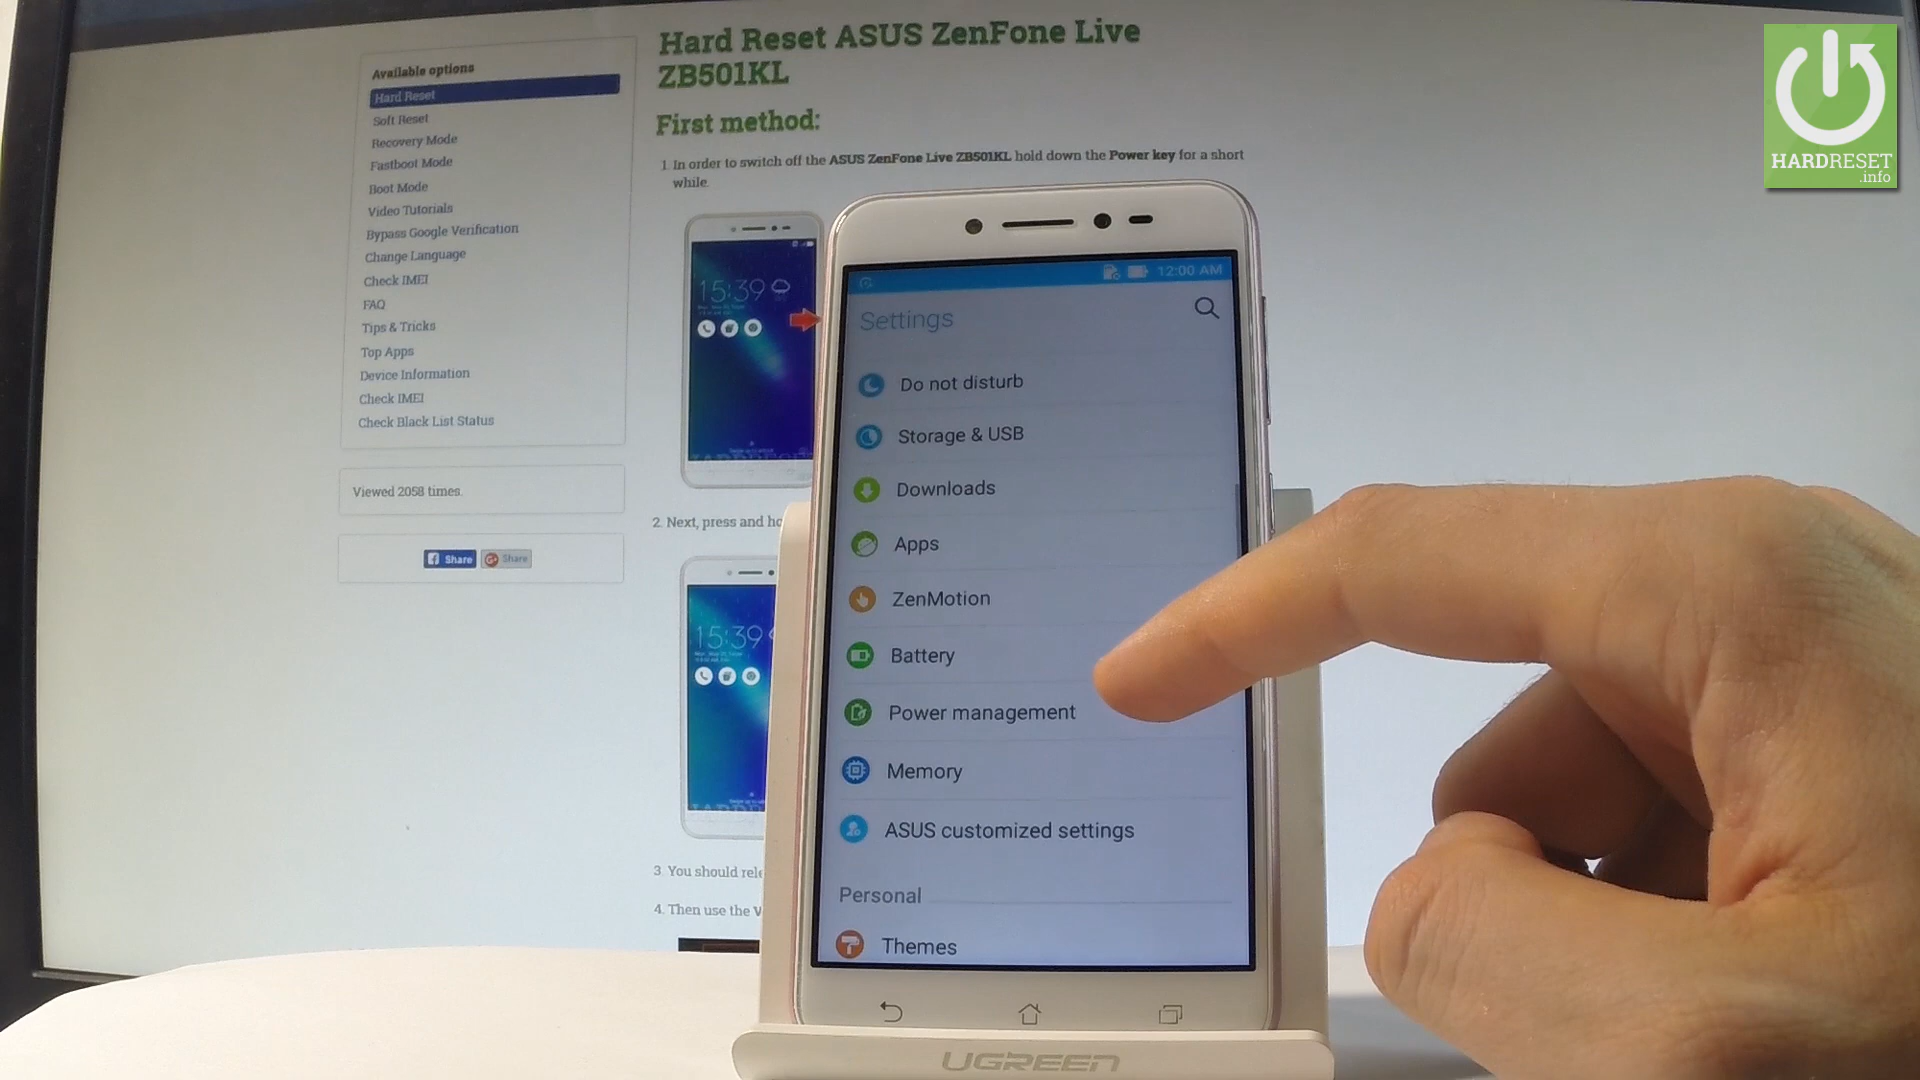 Available options
Hard Reset
Soft Reset
Recovery Mode
Fastboot Mode
Boot Mode
Video Tutorials
Bypass Google Verification
Change Language
Check IMEI
FAQ
Tips & Tricks
Top Apps
Device Information
Check IMEI
Check Black List Status
Viewed 2058 times.
Share
Share
Hard Reset ASUS ZenFone Live
ZB501KL
First method:
1. In order to switch off the ASUS ZenFone Live ZB501KL hold down the Power key for a short
while.
15:39
2. Next, press and ho
15:39
3. You should rele
4. Then use the V
12:00 AM
Settings
Do not disturb
Storage & USB
Downloads
Apps
ZenMotion
Battery
Power management
Memory
ASUS customized settings
Personal
Themes
UGREEN
HARDRESET
.info